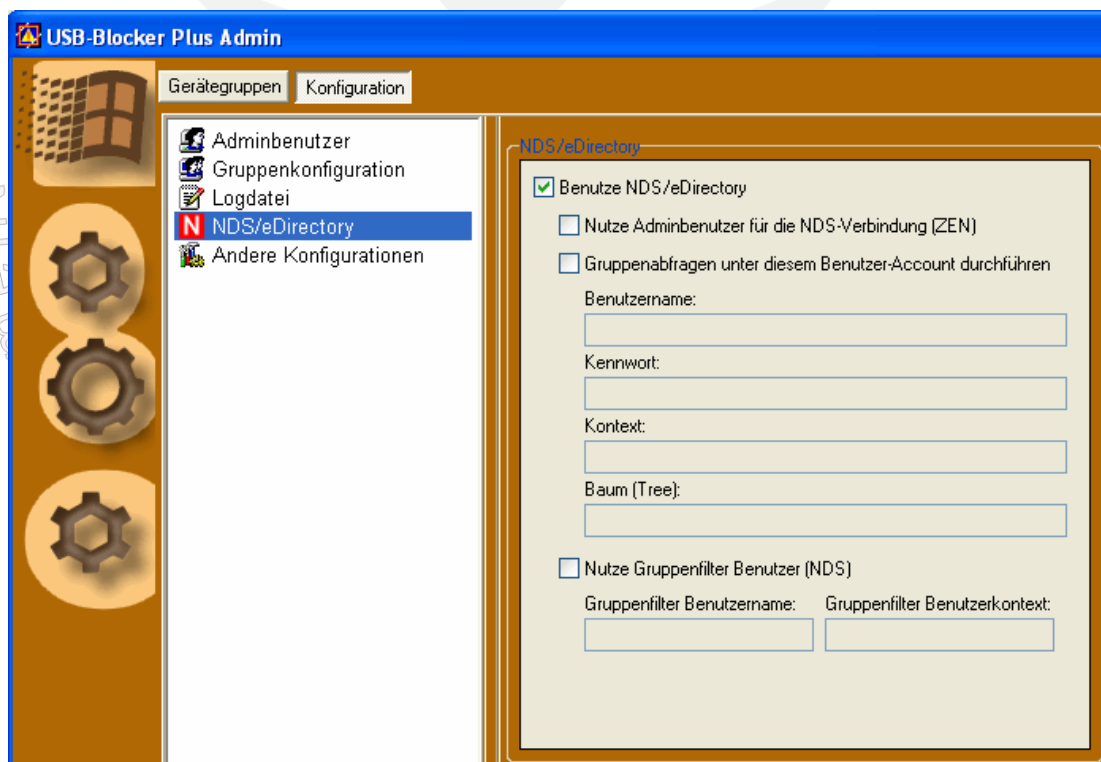 USB-Blocker Plus Admin
Gerätegruppen Konfiguration
Adminbenutzer
Gruppenkonfiguration
Logdatei
N NDS/eDirectory
Andere Konfigurationen
NDS/eDirectory
Benutze NDS/eDirectory
Nutze Adminbenutzer für die NDS-Verbindung (ZEN)
Gruppenabfragen unter diesem Benutzer-Account durchführen
Benutzername:
Kennwort:
Kontext:
Baum (Tree):
Nutze Gruppenfilter Benutzer (NDS)
Gruppenfilter Benutzername: Gruppenfilter Benutzerkontext: